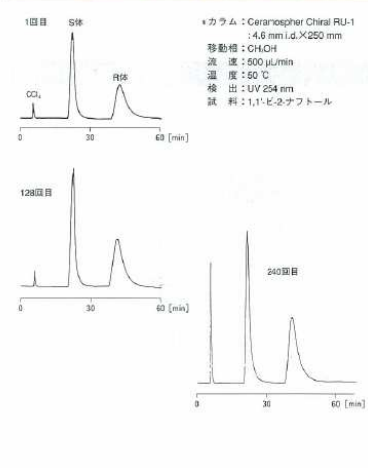 1回目
S体
R体
CCl₄
0 30 60 [min]
*カラム:Ceramospher Chiral RU-1
:4.6 mm i.d.×250 mm
移動相:CH₃OH
流 速:500 μL/min
温 度:50 ℃
検 出:UV 254 nm
試 料:1,1'-ビ-2-ナフトール
128回目
0 30 60 [min]
240回目
0 30 60 [min]